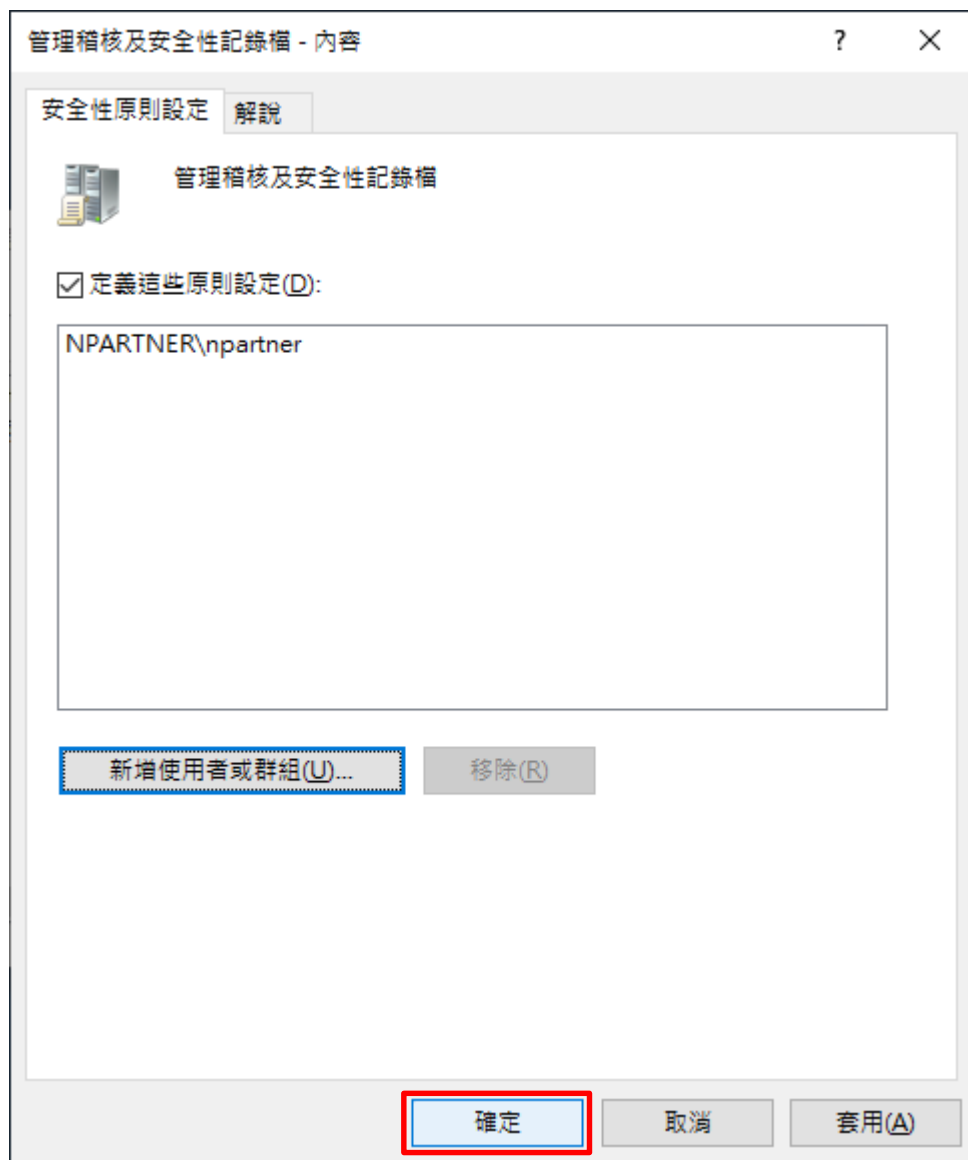 管理稽核及安全性記錄檔 - 內容
?
安全性原則設定
解說
管理稽核及安全性記錄檔
定義這些原則設定(D):
NPARTNER\npartner
新增使用者或群組(U)...
移除(R)
確定
取消
套用(A)